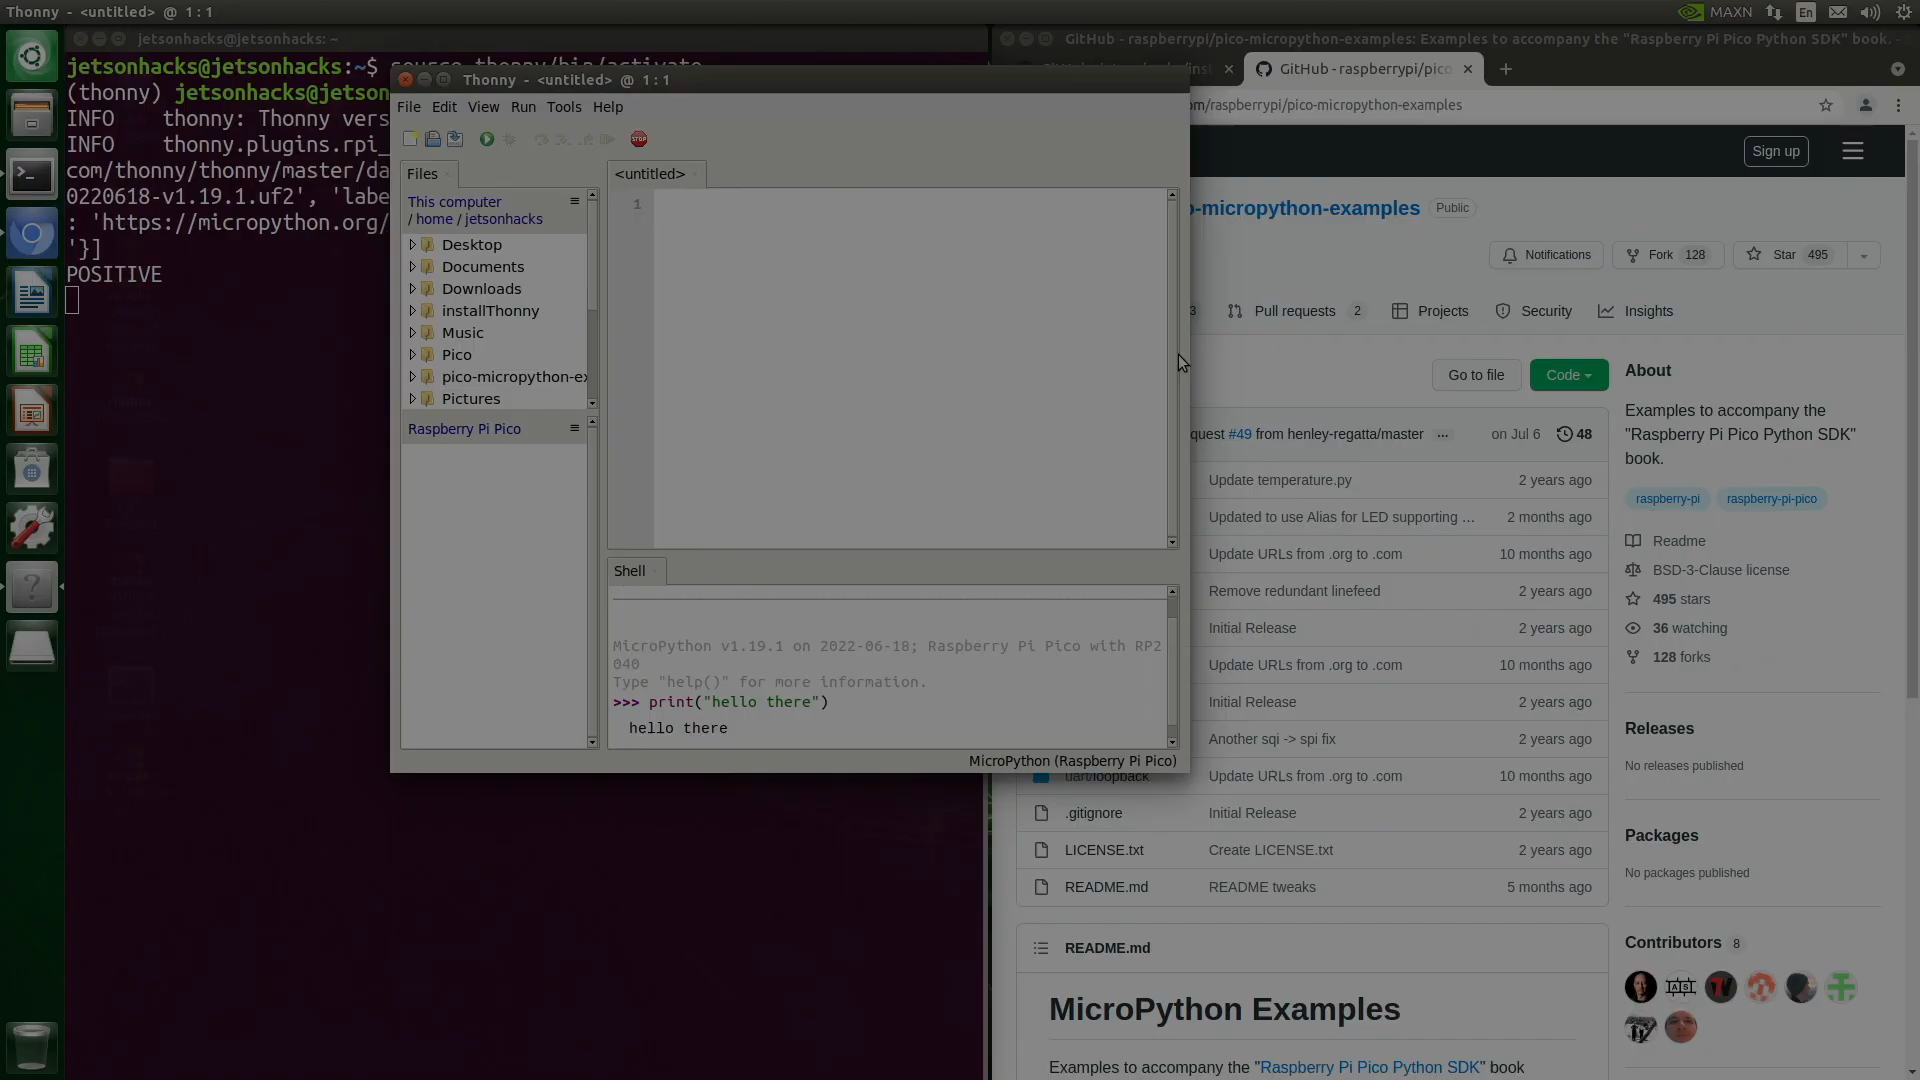 Thonny - <untitled> @ 1 : 1
MAXN
En
jetsonhacks@jetsonhacks: ~
jetsonhacks@jetsonhacks:~$ source thonny/bin/activate
(thonny) jetsonhacks@jetson
INFO thonny: Thonny vers
INFO thonny.plugins.rpi_
com/thonny/thonny/master/da
0220618-v1.19.1.uf2', 'labe
: 'https://micropython.org/
'}]
POSITIVE
Thonny - <untitled> @ 1 : 1
File Edit View Run Tools Help
STOP
Files
This computer
/ home / jetsonhacks
Desktop
Documents
Downloads
installThonny
Music
Pico
pico-micropython-ex
Pictures
Raspberry Pi Pico
<untitled>
1
Shell
MicroPython v1.19.1 on 2022-06-18; Raspberry Pi Pico with RP2
040
Type "help()" for more information.
>>> print("hello there")
hello there
MicroPython (Raspberry Pi Pico)
GitHub - raspberrypi/pico-micropython-examples: Examples to accompany the "Raspberry Pi Pico Python SDK" book. -
GitHub - raspberrypi/pico
om/raspberrypi/pico-micropython-examples
Sign up
o-micropython-examples Public
Notifications Fork 128 Star 495
3 Pull requests 2 Projects Security Insights
Go to file Code
quest #49 from henley-regatta/master ... on Jul 6 48
Update temperature.py 2 years ago
Updated to use Alias for LED supporting ... 2 months ago
Update URLs from .org to .com 10 months ago
Remove redundant linefeed 2 years ago
Initial Release 2 years ago
Update URLs from .org to .com 10 months ago
Initial Release 2 years ago
Another sqi -> spi fix 2 years ago
uart/loopback Update URLs from .org to .com 10 months ago
.gitignore Initial Release 2 years ago
LICENSE.txt Create LICENSE.txt 2 years ago
README.md README tweaks 5 months ago
README.md
MicroPython Examples
Examples to accompany the "Raspberry Pi Pico Python SDK" book
About
Examples to accompany the
"Raspberry Pi Pico Python SDK"
book.
raspberry-pi raspberry-pi-pico
Readme
BSD-3-Clause license
495 stars
36 watching
128 forks
Releases
No releases published
Packages
No packages published
Contributors 8